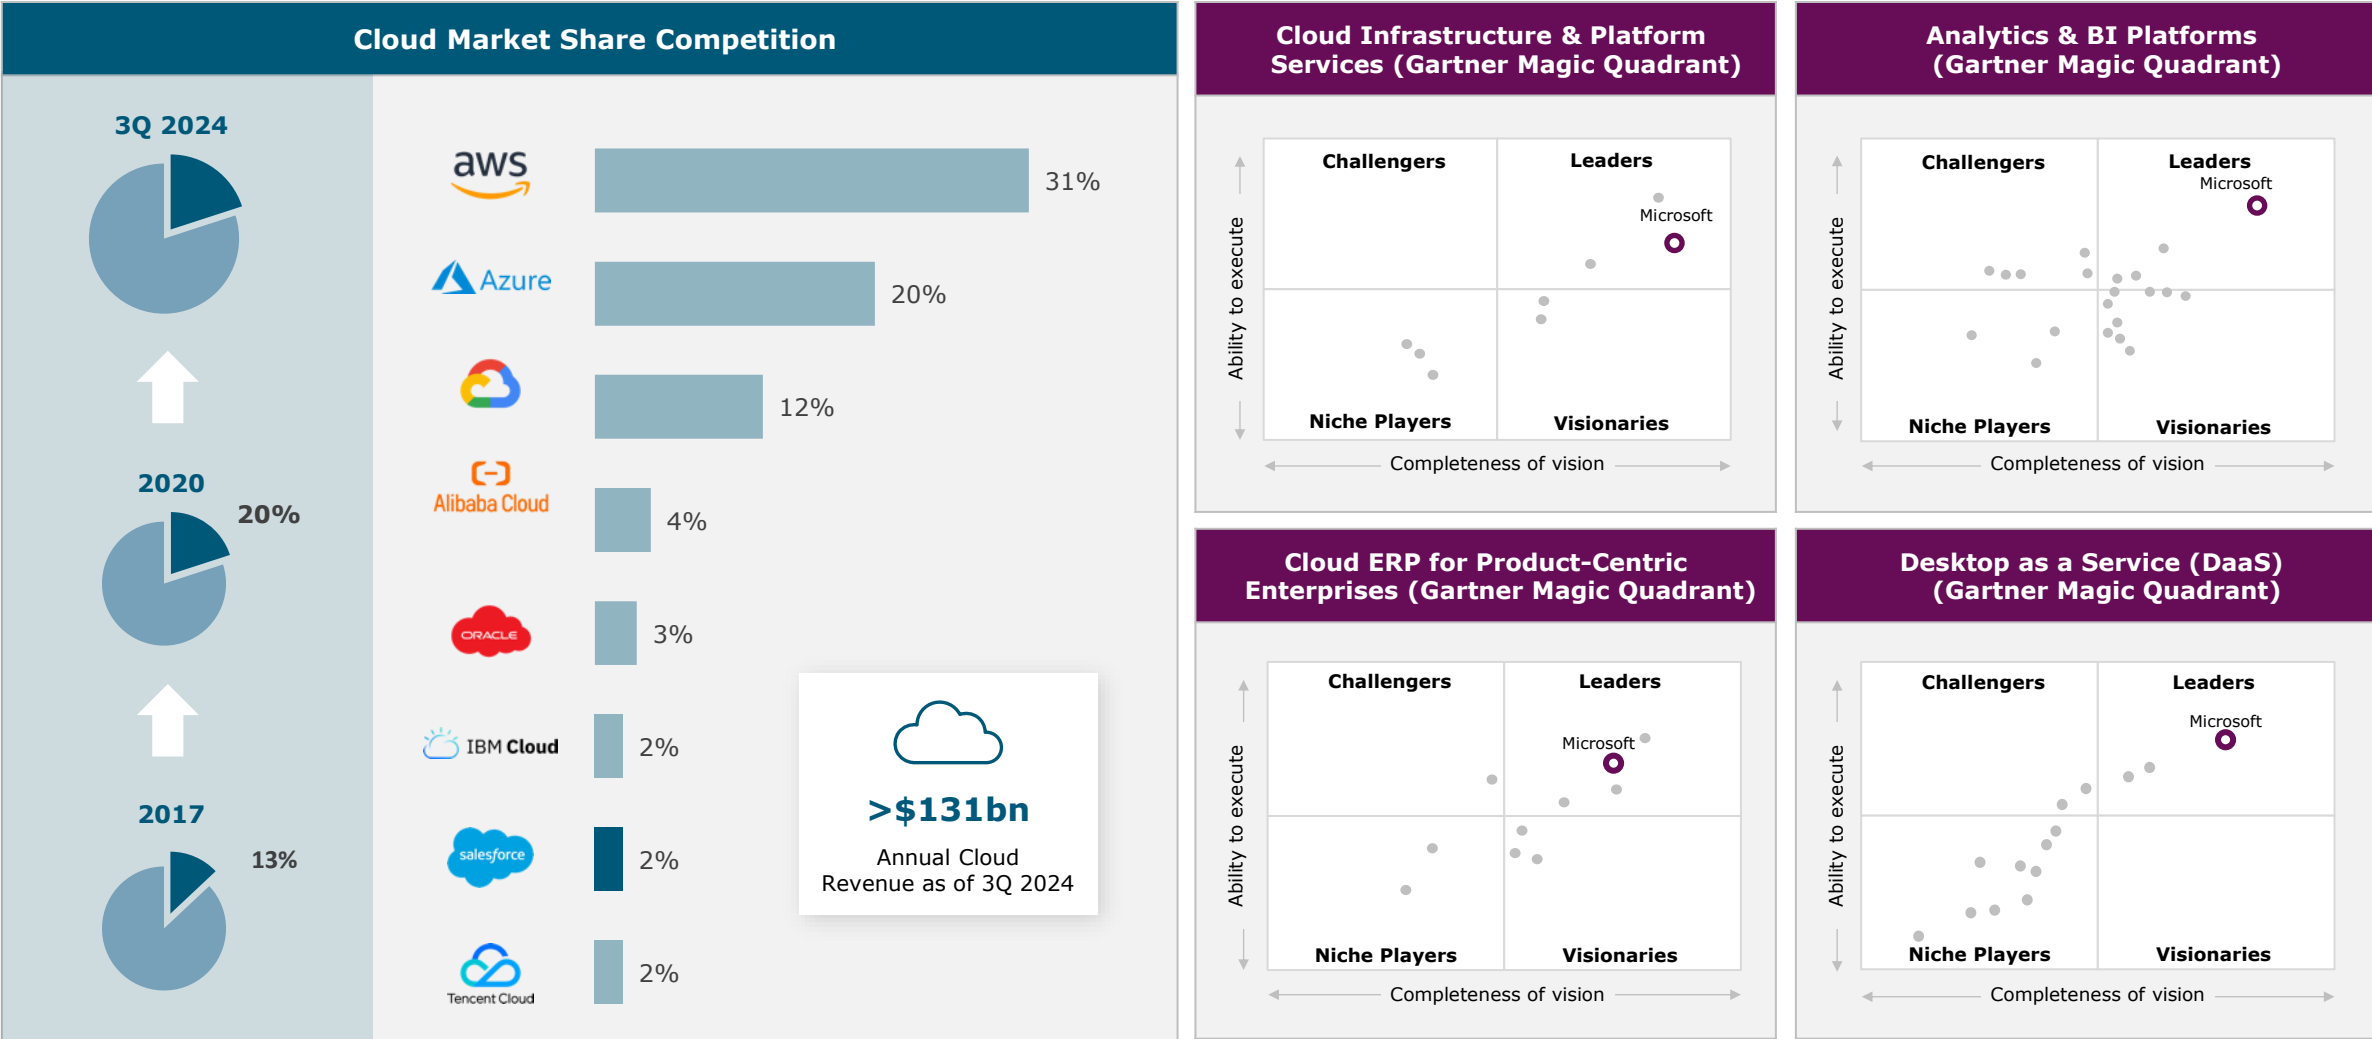 Cloud Market Share Competition
3Q 2024
2020
20%
2017
13%
aws
31%
Azure
20%
12%
Alibaba Cloud
4%
ORACLE
3%
IBM Cloud
2%
salesforce
2%
Tencent Cloud
2%
>$131bn
Annual Cloud
Revenue as of 3Q 2024
Cloud Infrastructure & Platform
Services (Gartner Magic Quadrant)
Challengers
Leaders
Microsoft
Ability to execute
Niche Players
Visionaries
Completeness of vision
Analytics & BI Platforms
(Gartner Magic Quadrant)
Challengers
Leaders
Microsoft
Ability to execute
Niche Players
Visionaries
Completeness of vision
Cloud ERP for Product-Centric
Enterprises (Gartner Magic Quadrant)
Challengers
Leaders
Microsoft
Ability to execute
Niche Players
Visionaries
Completeness of vision
Desktop as a Service (DaaS)
(Gartner Magic Quadrant)
Challengers
Leaders
Microsoft
Ability to execute
Niche Players
Visionaries
Completeness of vision